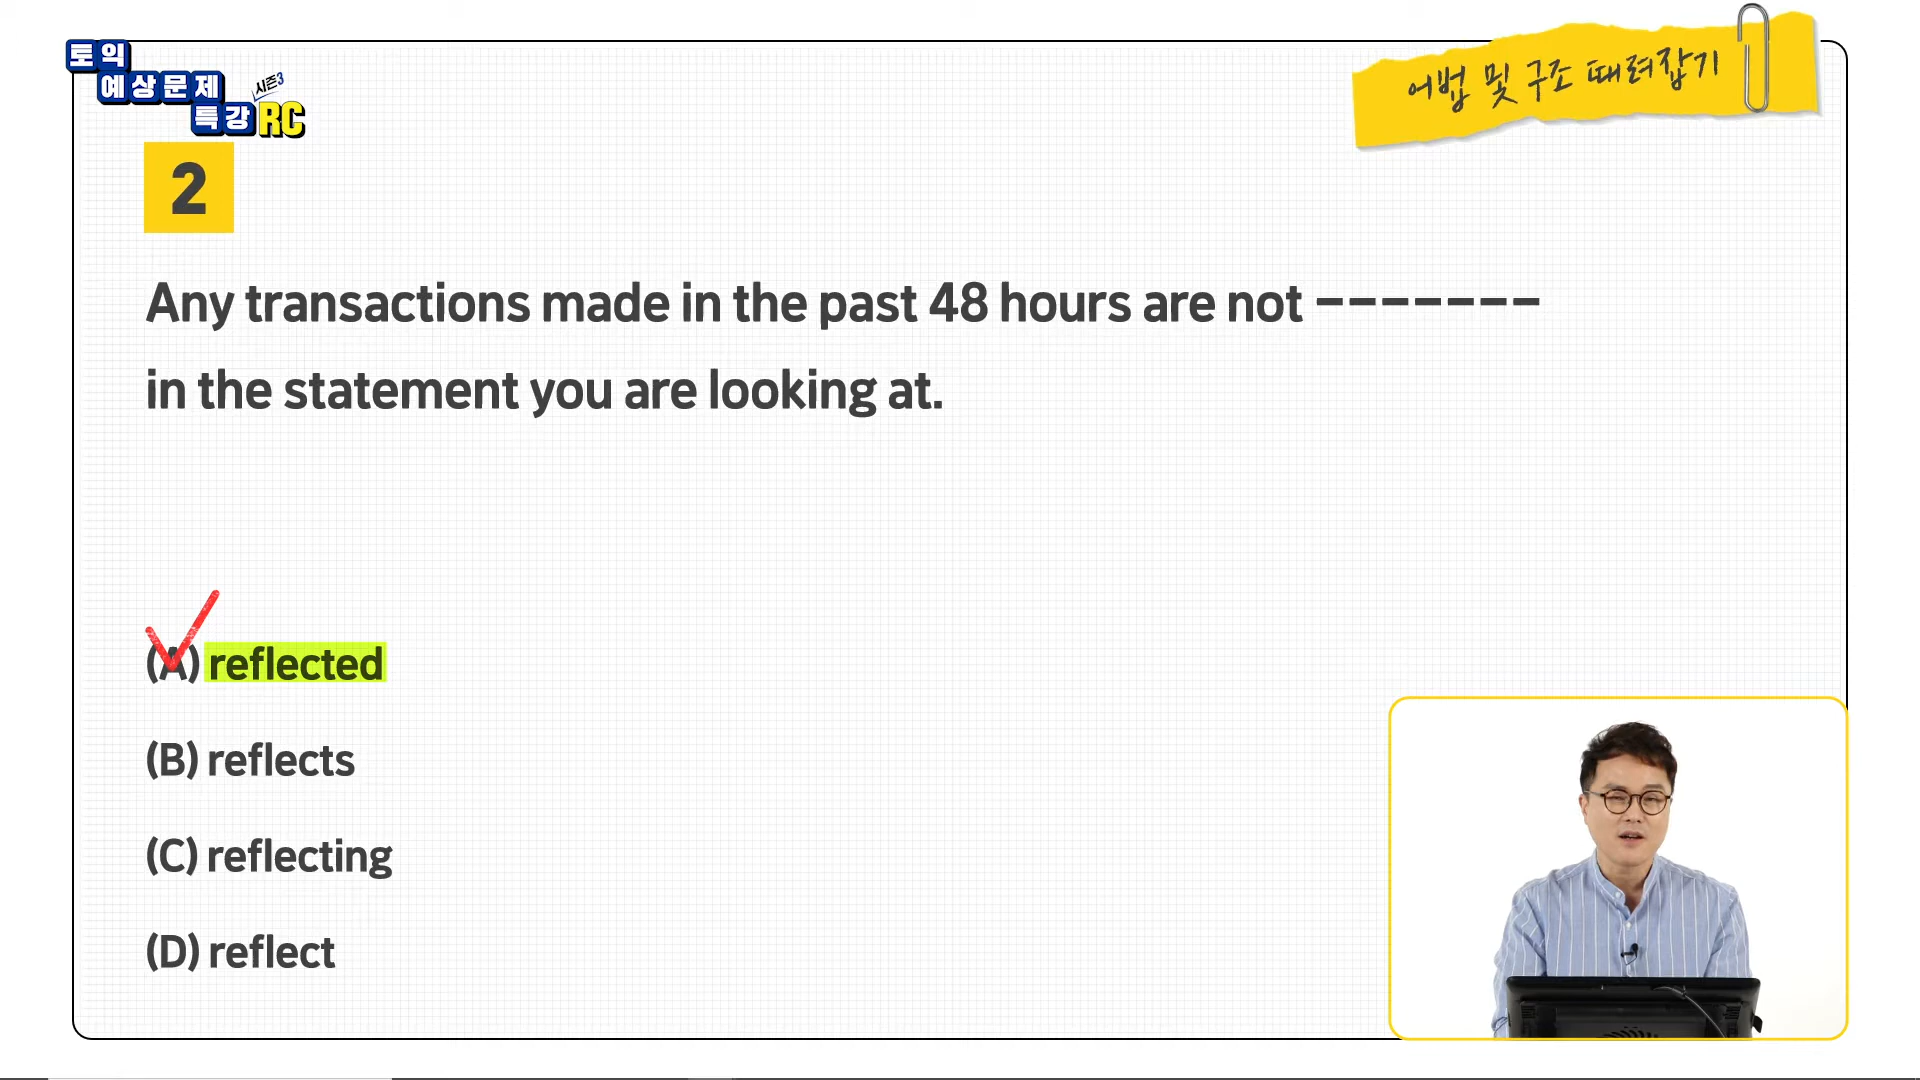 토익
예상문제
시즌3
특강 RC
어법 및 구조 때려잡기
2
Any transactions made in the past 48 hours are not -------
in the statement you are looking at.
(A) reflected
(B) reflects
(C) reflecting
(D) reflect